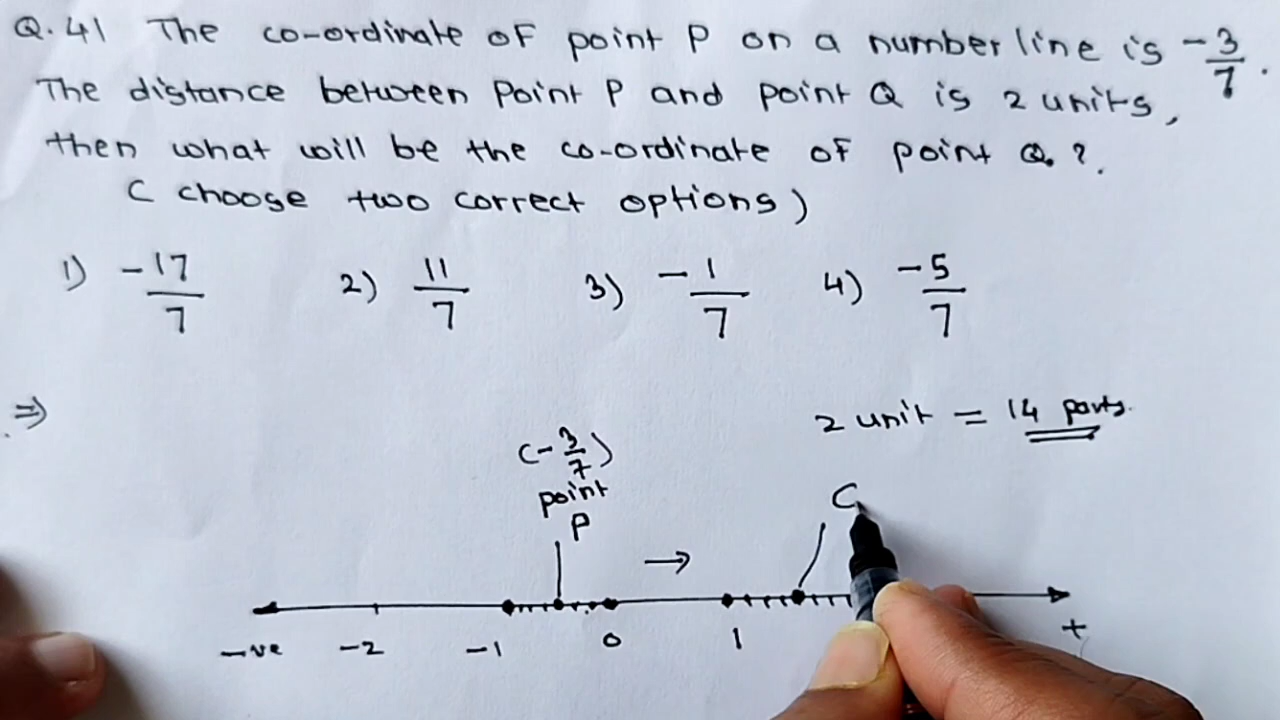 Q. 41 The co-ordinate of point P on a number line is -3/7.
The distance between point P and point Q is 2 units,
then what will be the co-ordinate of point Q. ?.
( choose two correct options)
1) -17/7 2) 11/7 3) -1/7 4) -5/7
⇒ 2 unit = 14 parts.
(-3/7)
point
P
→
-ve -2 -1 0 1 +